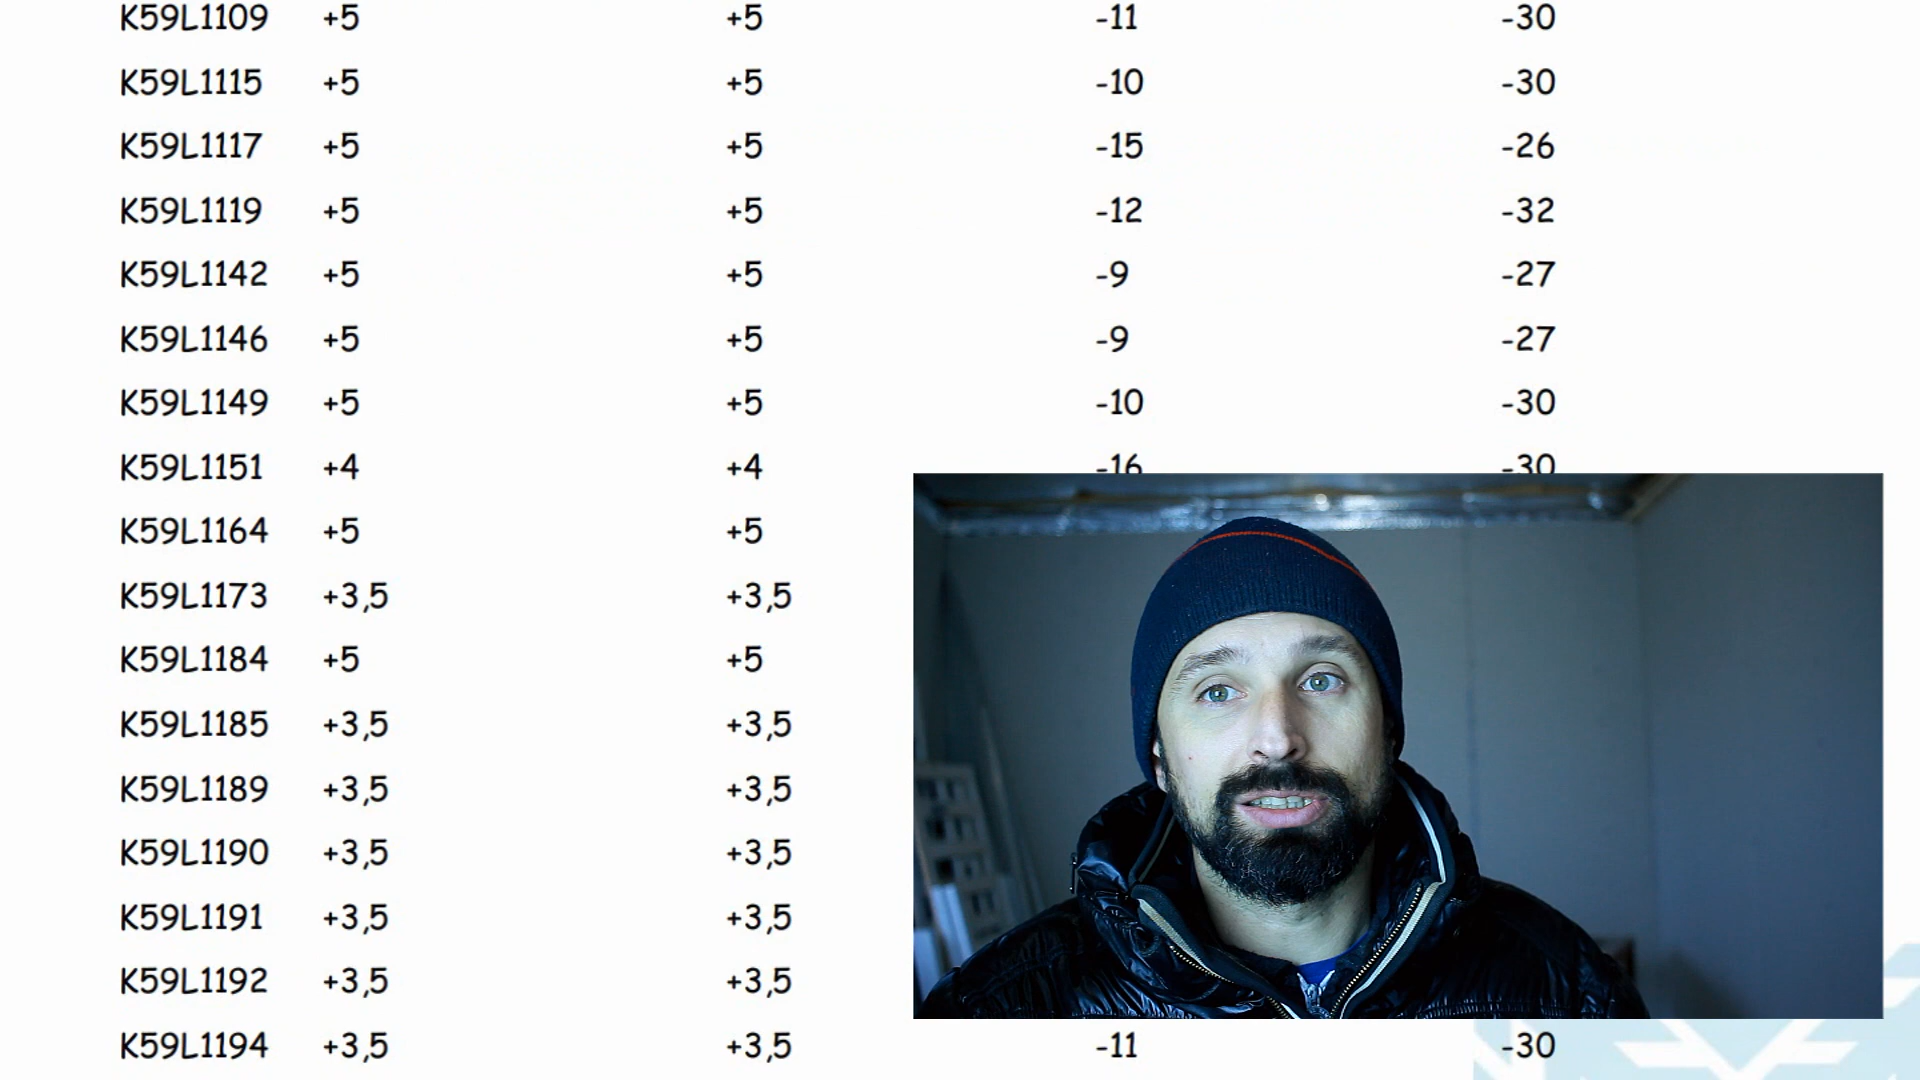 K59L1109 +5 +5 -11 -30
K59L1115 +5 +5 -10 -30
K59L1117 +5 +5 -15 -26
K59L1119 +5 +5 -12 -32
K59L1142 +5 +5 -9 -27
K59L1146 +5 +5 -9 -27
K59L1149 +5 +5 -10 -30
K59L1151 +4 +4 -16 -30
K59L1164 +5 +5
K59L1173 +3,5 +3,5
K59L1184 +5 +5
K59L1185 +3,5 +3,5
K59L1189 +3,5 +3,5
K59L1190 +3,5 +3,5
K59L1191 +3,5 +3,5
K59L1192 +3,5 +3,5
K59L1194 +3,5 +3,5 -11 -30